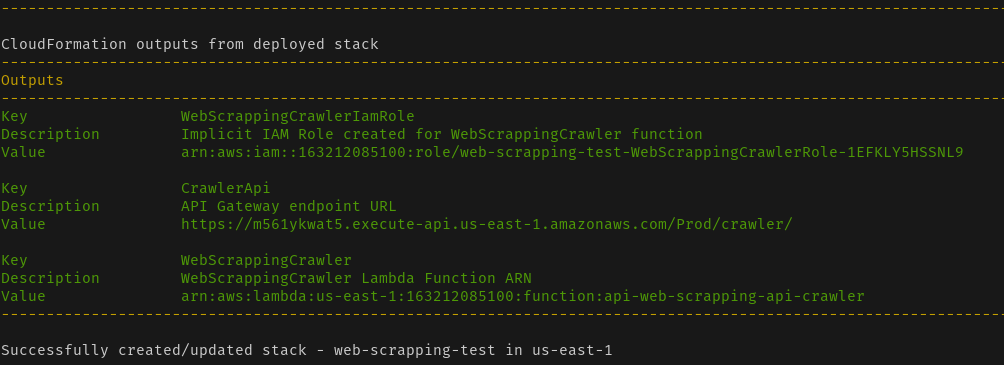 CloudFormation outputs from deployed stack
Outputs
Key WebScrappingCrawlerIamRole
Description Implicit IAM Role created for WebScrappingCrawler function
Value arn:aws:iam::163212085100:role/web-scrapping-test-WebScrappingCrawlerRole-1EFKLY5HSSNL9
Key CrawlerApi
Description API Gateway endpoint URL
Value https://m561ykwat5.execute-api.us-east-1.amazonaws.com/Prod/crawler/
Key WebScrappingCrawler
Description WebScrappingCrawler Lambda Function ARN
Value arn:aws:lambda:us-east-1:163212085100:function:api-web-scrapping-api-crawler
Successfully created/updated stack - web-scrapping-test in us-east-1